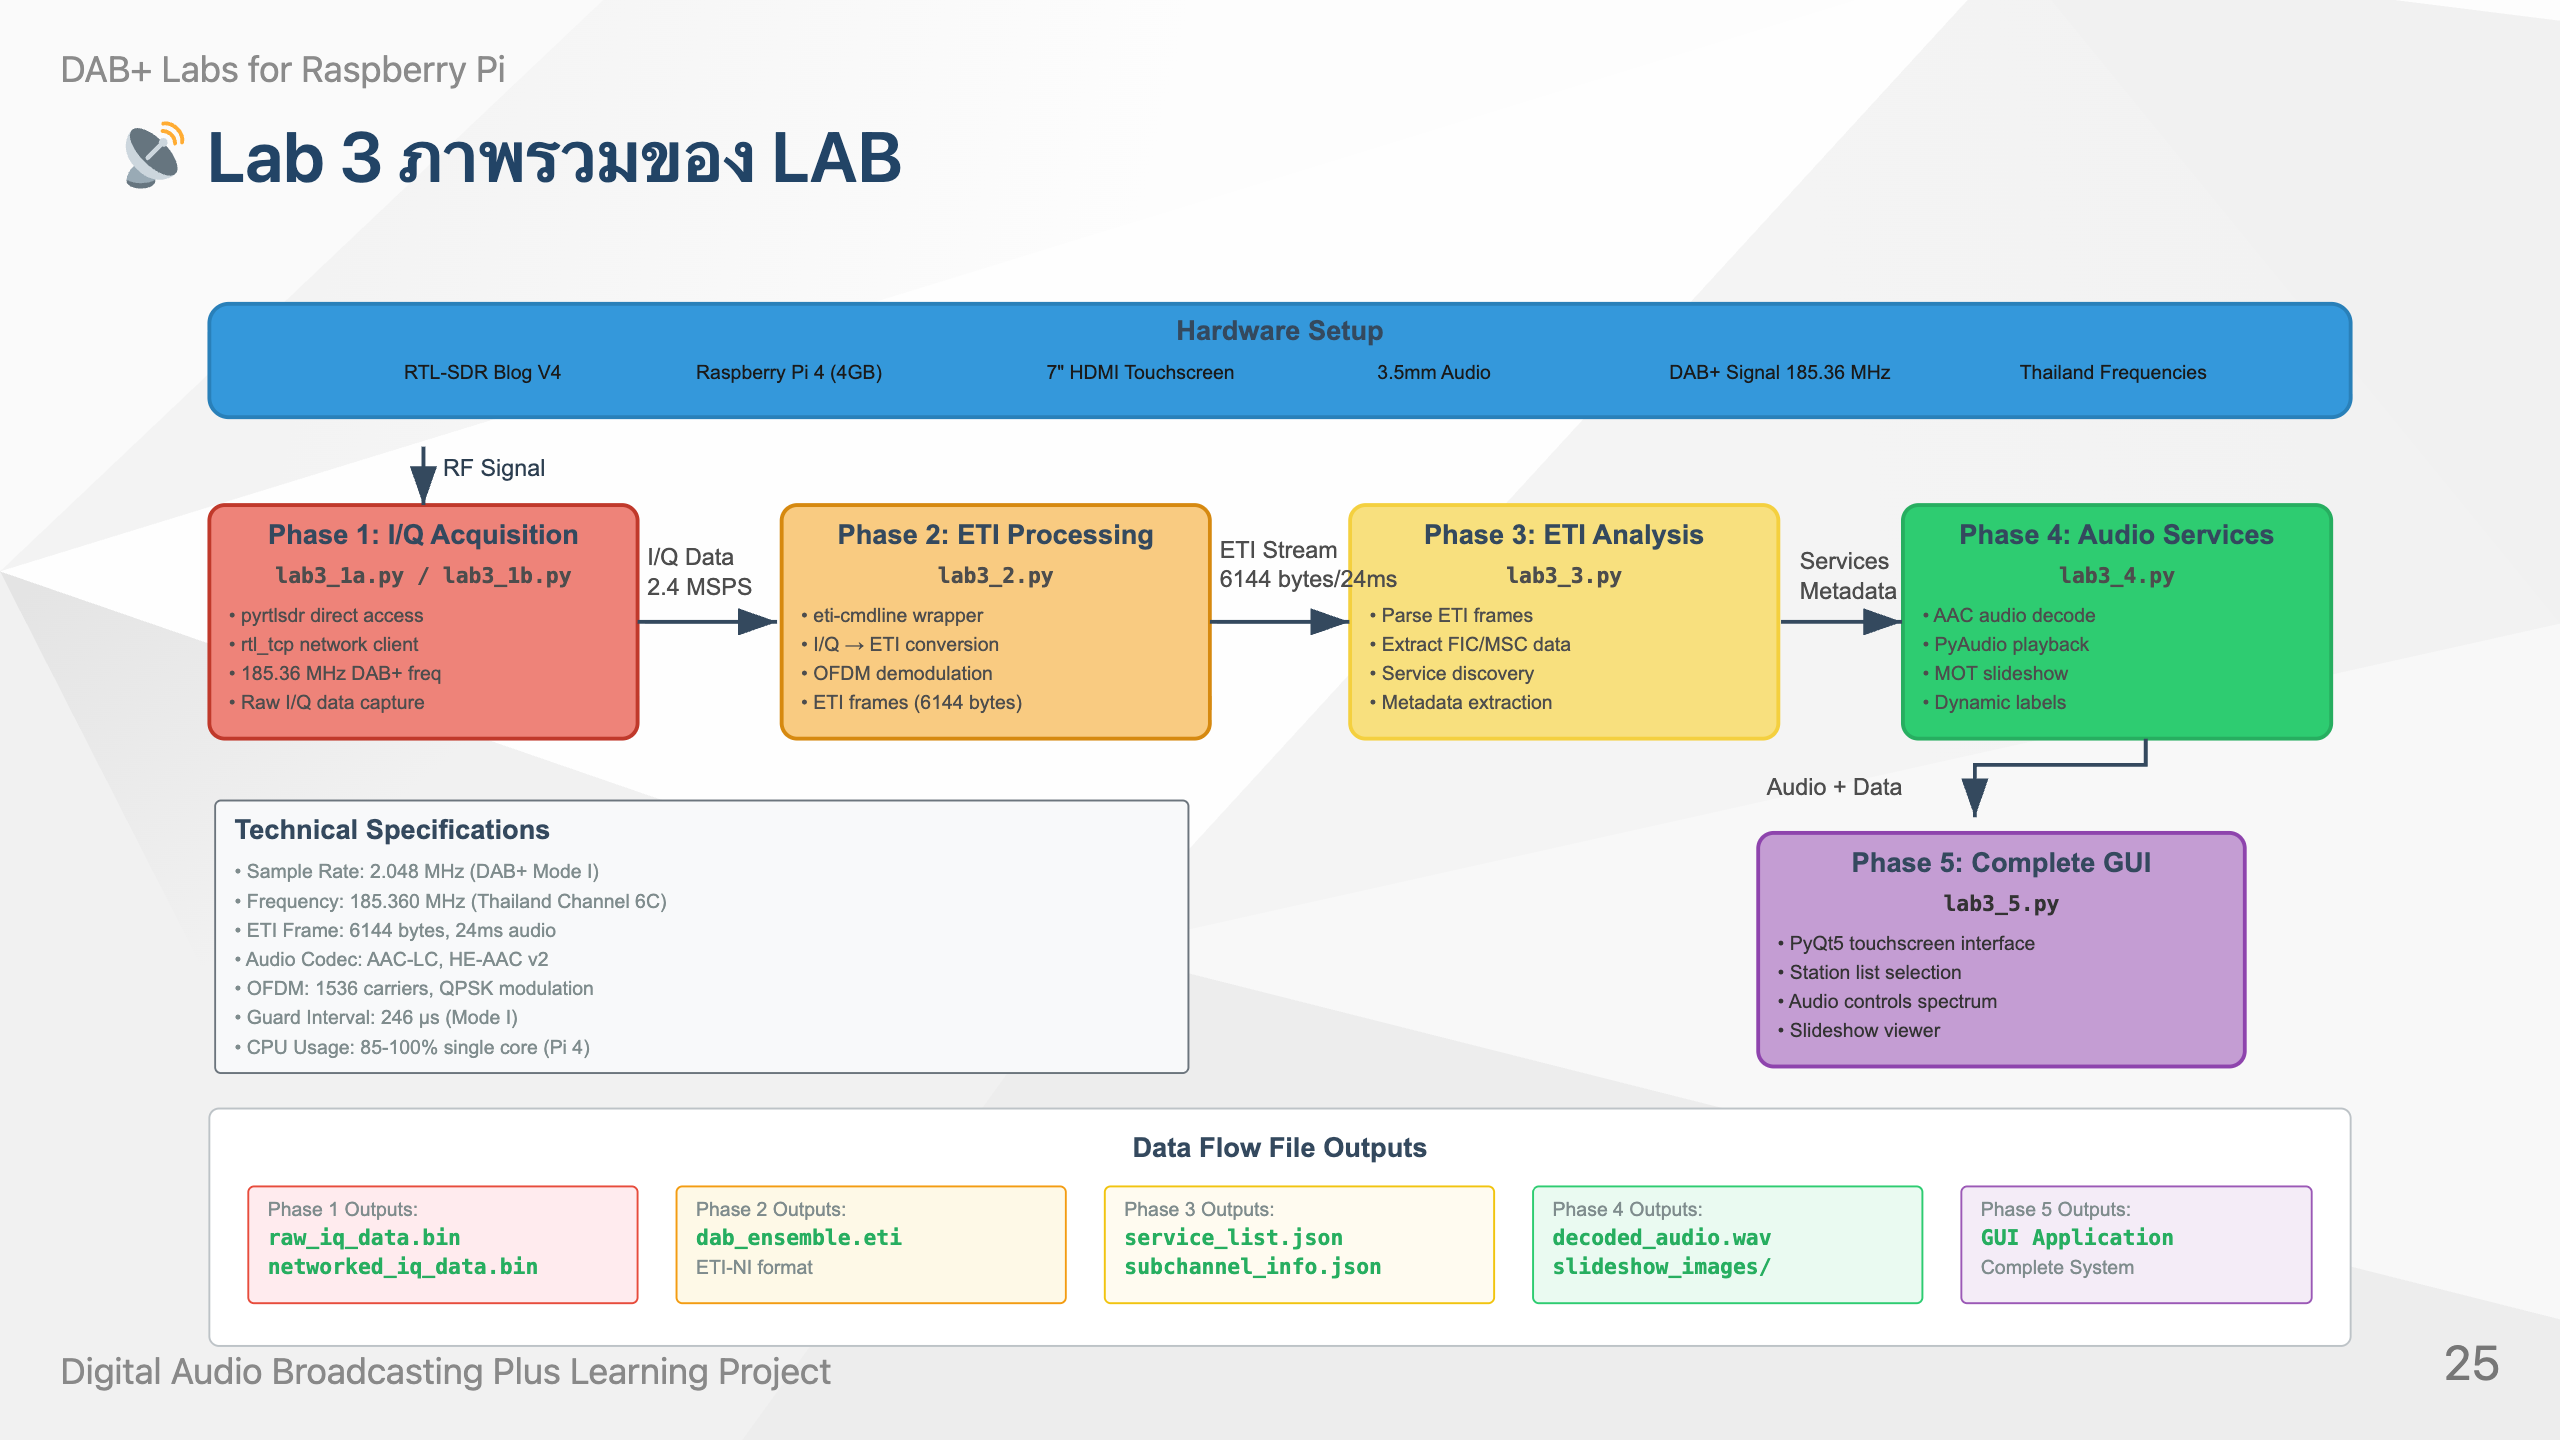 DAB+ Labs for Raspberry Pi
Lab 3 ภาพรวมของ LAB
Hardware Setup
RTL-SDR Blog V4
Raspberry Pi 4 (4GB)
7" HDMI Touchscreen
3.5mm Audio
DAB+ Signal 185.36 MHz
Thailand Frequencies
RF Signal
Phase 1: I/Q Acquisition
lab3_1a.py / lab3_1b.py
• pyrtlsdr direct access
• rtl_tcp network client
• 185.36 MHz DAB+ freq
• Raw I/Q data capture
I/Q Data
2.4 MSPS
Phase 2: ETI Processing
lab3_2.py
• eti-cmdline wrapper
• I/Q → ETI conversion
• OFDM demodulation
• ETI frames (6144 bytes)
ETI Stream
6144 bytes/24ms
Phase 3: ETI Analysis
lab3_3.py
• Parse ETI frames
• Extract FIC/MSC data
• Service discovery
• Metadata extraction
Services
Metadata
Phase 4: Audio Services
lab3_4.py
• AAC audio decode
• PyAudio playback
• MOT slideshow
• Dynamic labels
Audio + Data
Phase 5: Complete GUI
lab3_5.py
• PyQt5 touchscreen interface
• Station list selection
• Audio controls spectrum
• Slideshow viewer
Technical Specifications
• Sample Rate: 2.048 MHz (DAB+ Mode I)
• Frequency: 185.360 MHz (Thailand Channel 6C)
• ETI Frame: 6144 bytes, 24ms audio
• Audio Codec: AAC-LC, HE-AAC v2
• OFDM: 1536 carriers, QPSK modulation
• Guard Interval: 246 μs (Mode I)
• CPU Usage: 85-100% single core (Pi 4)
Data Flow File Outputs
Phase 1 Outputs:
raw_iq_data.bin
networked_iq_data.bin
Phase 2 Outputs:
dab_ensemble.eti
ETI-NI format
Phase 3 Outputs:
service_list.json
subchannel_info.json
Phase 4 Outputs:
decoded_audio.wav
slideshow_images/
Phase 5 Outputs:
GUI Application
Complete System
Digital Audio Broadcasting Plus Learning Project
25